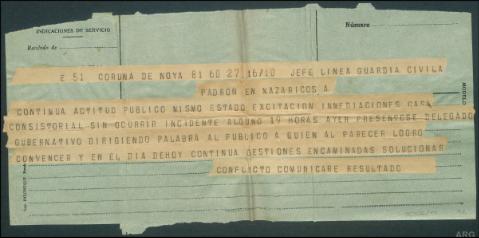 INDICACIONES DE SERVICIO
Recibido de
Número
E 51 CORUNA DE NOYA 81 60 27 16/10 JEFE LINEA GUARDIA CIVILA
PADRON EN NAZARICOS A
CONTINUA ACTITUD PUBLICO MISMO ESTADO EXCITACION INMEDIACIONES CASA
CONSISTORIAL SIN OCURRIR INCIDENTE ALGUNO 19 HORAS AYER PRESENTOSE DELEGADO
GUBERNATIVO DIRIGIENDO PALABRA AL PUBLICO A QUIEN AL PARECER LOGRO
CONVENCER Y EN EL DIA DEHOY CONTINUA GESTIONES ENCAMINADAS SOLUCIONAR
CONFLICTO COMUNICARE RESULTADO
ARG